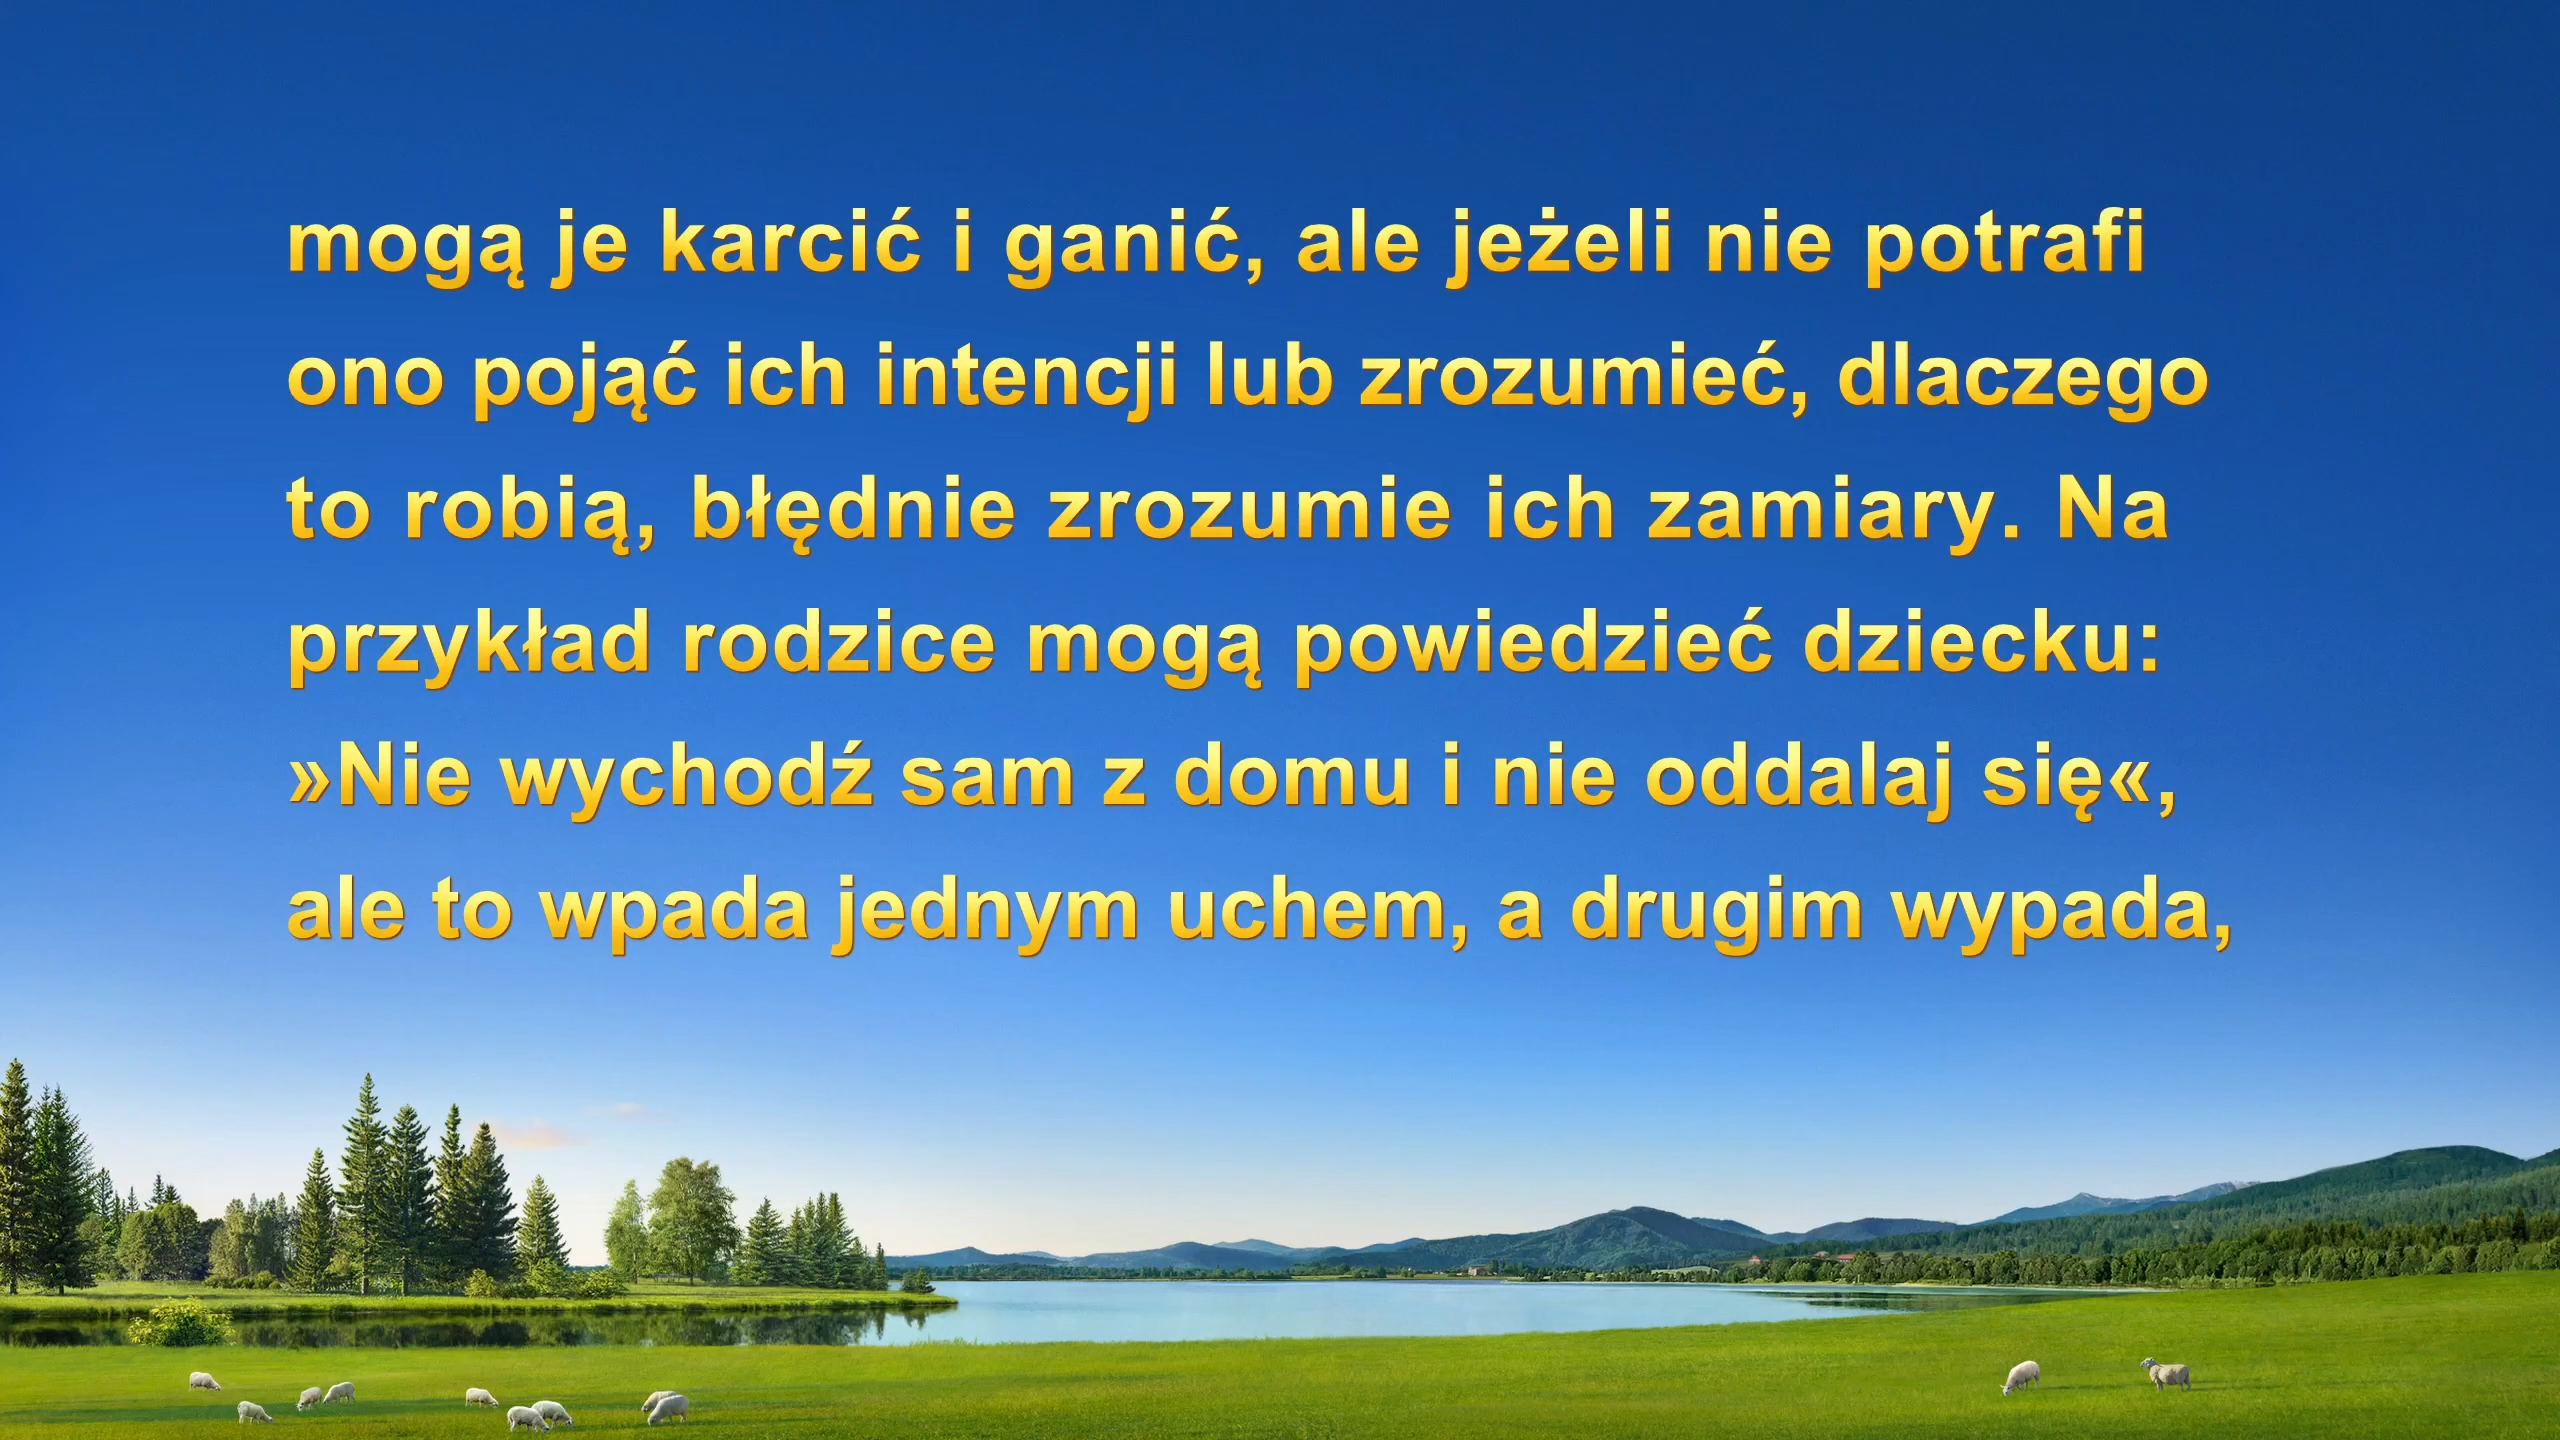 mogą je karcić i ganić, ale jeżeli nie potrafi
ono pojąć ich intencji lub zrozumieć, dlaczego
to robią, błędnie zrozumie ich zamiary. Na
przykład rodzice mogą powiedzieć dziecku:
»Nie wychodź sam z domu i nie oddalaj się«,
ale to wpada jednym uchem, a drugim wypada,